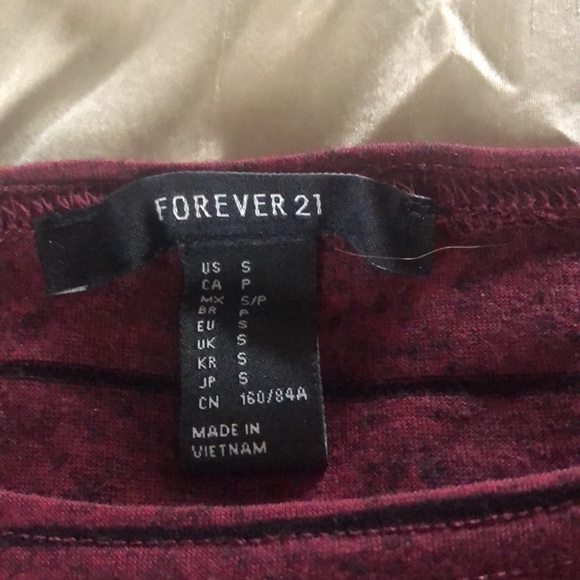 FOREVER 21
US S
CA P
MX S/P
BR P
EU S
UK S
KR S
JP S
CN 160/84A
MADE IN
VIETNAM